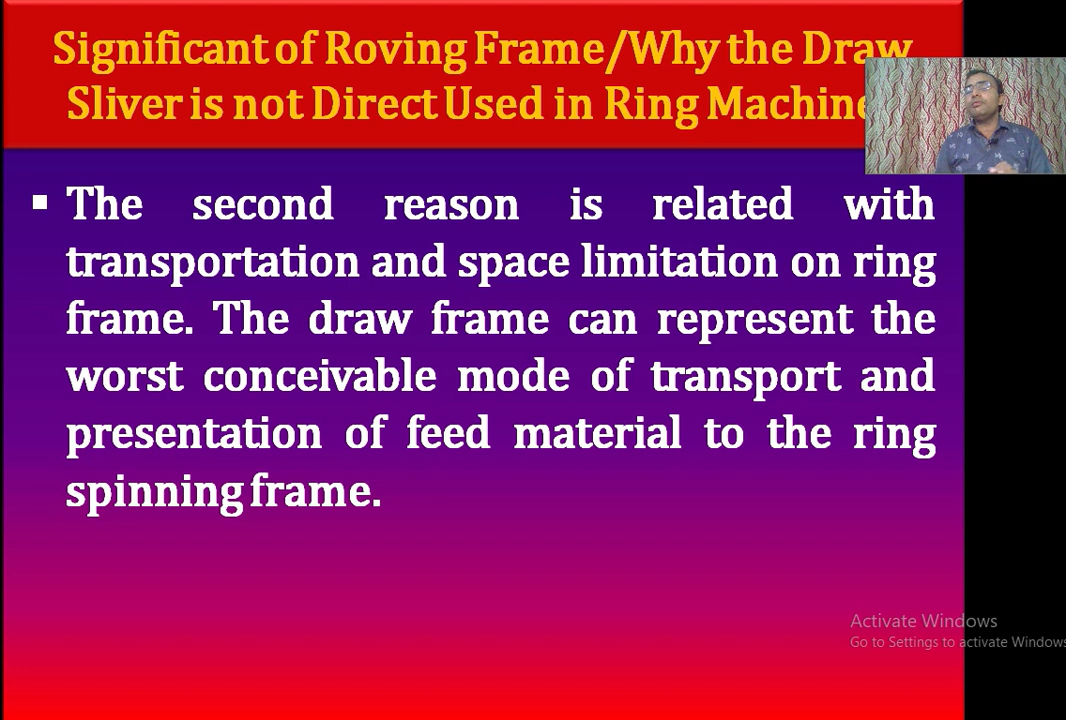 Significant of Roving Frame/Why the Draw
Sliver is not Direct Used in Ring Machine
▪ The second reason is related with
transportation and space limitation on ring
frame. The draw frame can represent the
worst conceivable mode of transport and
presentation of feed material to the ring
spinning frame.
Activate Windows
Go to Settings to activate Windows